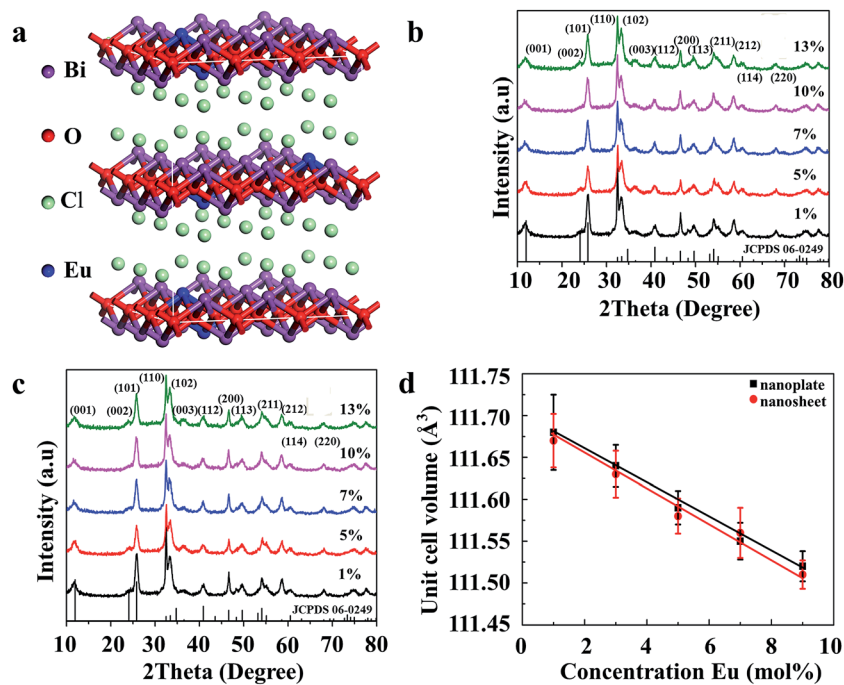 a
Bi
O
Cl
Eu
b
Intensity (a.u)
(001)
(002)
(101)
(110)
(102)
(003)
(112)
(200)
(113)
(211)
(212)
(114)
(220)
13%
10%
7%
5%
1%
JCPDS 06-0249
10 20 30 40 50 60 70 80
2Theta (Degree)
c
Intensity (a.u)
(001)
(002)
(101)
(110)
(102)
(003)
(112)
(200)
(113)
(211)
(212)
(114)
(220)
13%
10%
7%
5%
1%
JCPDS 06-0249
10 20 30 40 50 60 70 80
2Theta (Degree)
d
Unit cell volume (Å³)
111.75
111.70
111.65
111.60
111.55
111.50
111.45
nanoplate
nanosheet
0 2 4 6 8 10
Concentration Eu (mol%)